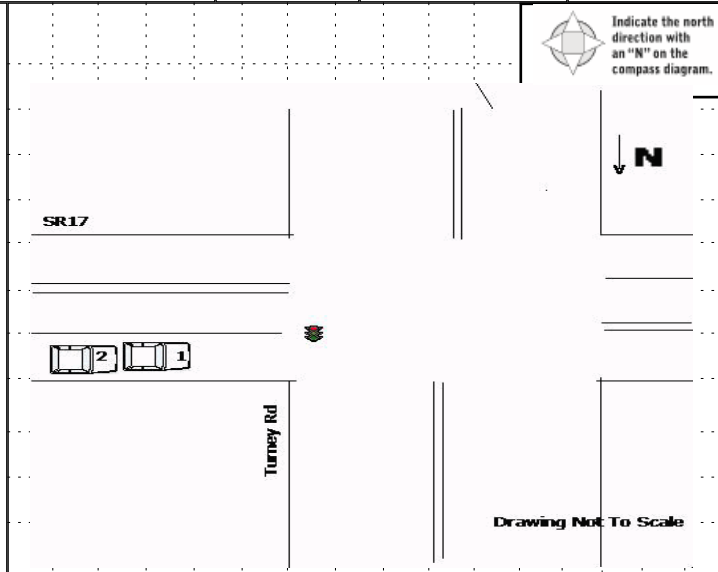 Indicate the north
direction with
an “N” on the
compass diagram.
N
SR17
2
1
Turney Rd
Drawing Not To Scale